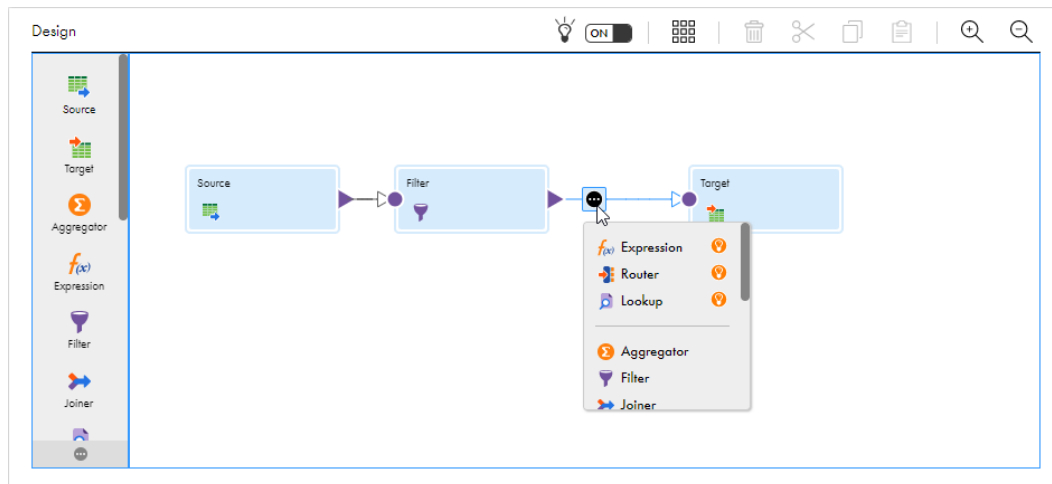 Design
ON
Source
Target
Aggregator
f(x)
Expression
Filter
Joiner
Source
Filter
Target
f(x) Expression
Router
Lookup
Aggregator
Filter
Joiner